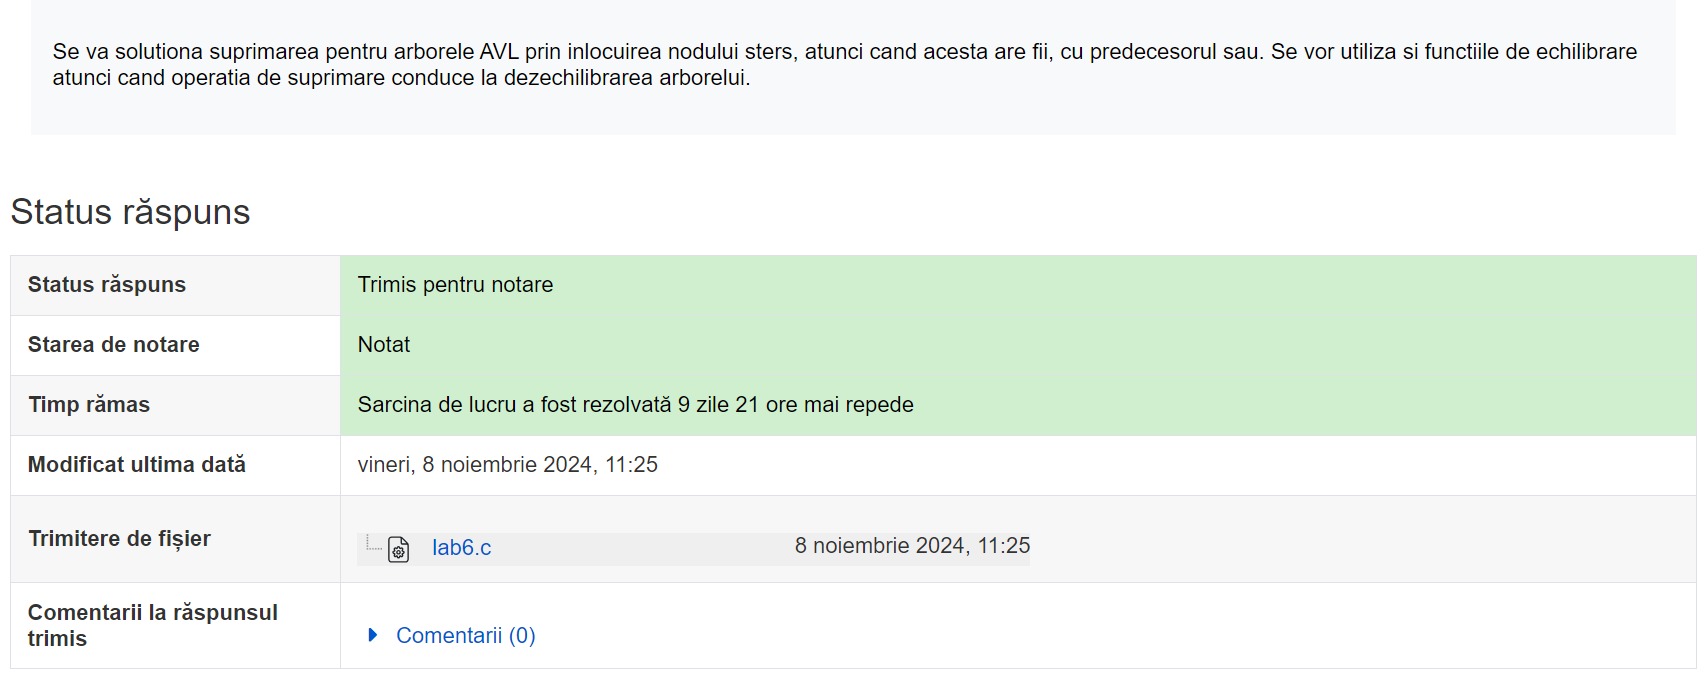 Se va solutiona suprimarea pentru arborele AVL prin inlocuirea nodului sters, atunci cand acesta are fii, cu predecesorul sau. Se vor utiliza si functiile de echilibrare
atunci cand operatia de suprimare conduce la dezechilibrarea arborelui.
Status răspuns
Status răspuns Trimis pentru notare
Starea de notare Notat
Timp rămas Sarcina de lucru a fost rezolvată 9 zile 21 ore mai repede
Modificat ultima dată vineri, 8 noiembrie 2024, 11:25
Trimitere de fișier lab6.c 8 noiembrie 2024, 11:25
Comentarii la răspunsul
trimis
Comentarii (0)